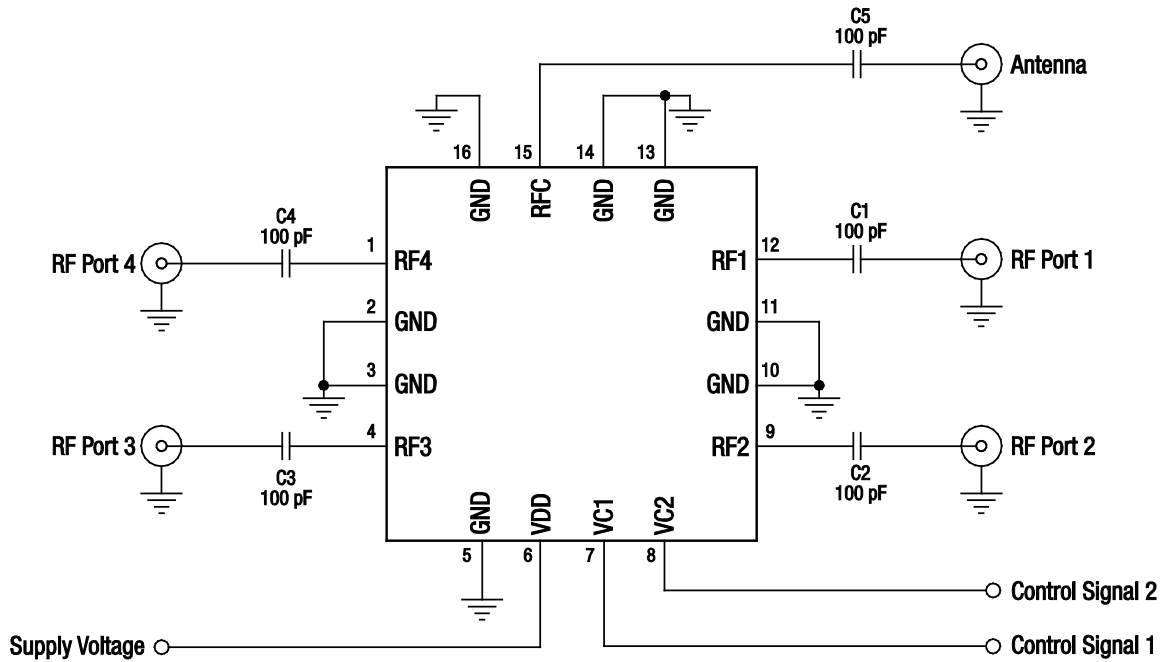 C5
100 pF
Antenna
16
15
14
13
GND
RFC
GND
GND
C4
100 pF
C1
100 pF
RF Port 4
1
RF4
RF1
12
RF Port 1
2
GND
GND
11
3
GND
GND
10
RF Port 3
4
RF3
RF2
9
RF Port 2
C3
100 pF
C2
100 pF
GND
VDD
VC1
VC2
5
6
7
8
Control Signal 2
Supply Voltage
Control Signal 1